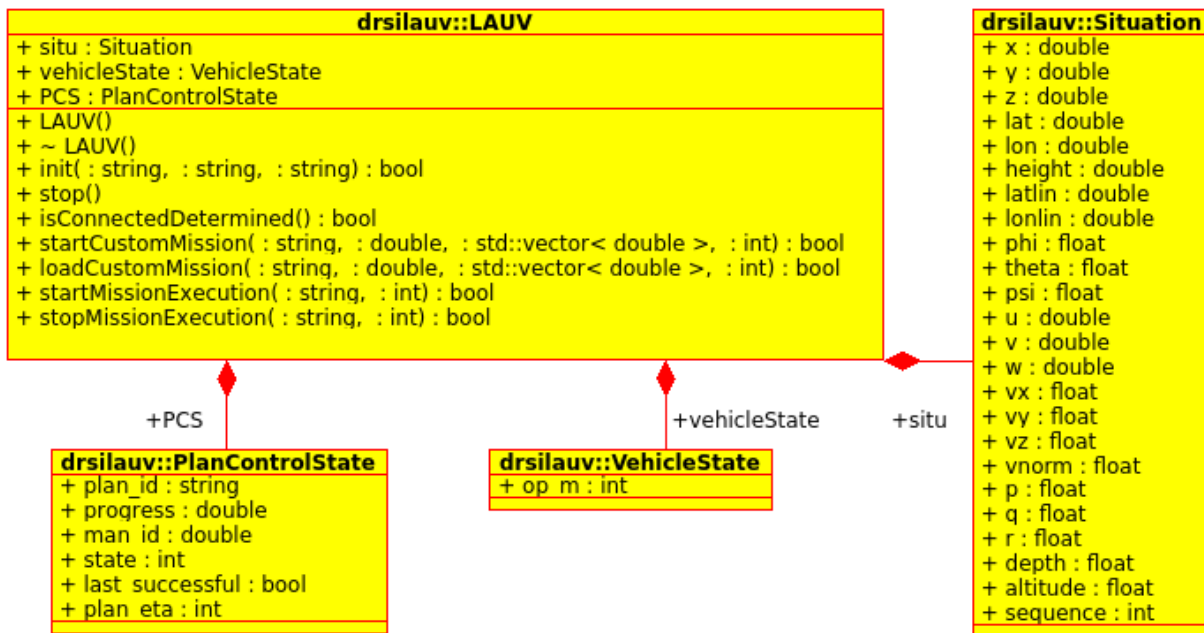 drsilauv::LAUV
+ situ : Situation
+ vehicleState : VehicleState
+ PCS : PlanControlState
+ LAUV()
+ ~ LAUV()
+ init( : string,  : string,  : string) : bool
+ stop()
+ isConnectedDetermined() : bool
+ startCustomMission( : string,  : double,  : std::vector< double >,  : int) : bool
+ loadCustomMission( : string,  : double,  : std::vector< double >,  : int) : bool
+ startMissionExecution( : string,  : int) : bool
+ stopMissionExecution( : string,  : int) : bool
drsilauv::Situation
+ x : double
+ y : double
+ z : double
+ lat : double
+ lon : double
+ height : double
+ latlin : double
+ lonlin : double
+ phi : float
+ theta : float
+ psi : float
+ u : double
+ v : double
+ w : double
+ vx : float
+ vy : float
+ vz : float
+ vnorm : float
+ p : float
+ q : float
+ r : float
+ depth : float
+ altitude : float
+ sequence : int
+PCS
+vehicleState
+situ
drsilauv::PlanControlState
+ plan_id : string
+ progress : double
+ man_id : double
+ state : int
+ last_successful : bool
+ plan_eta : int
drsilauv::VehicleState
+ op_m : int